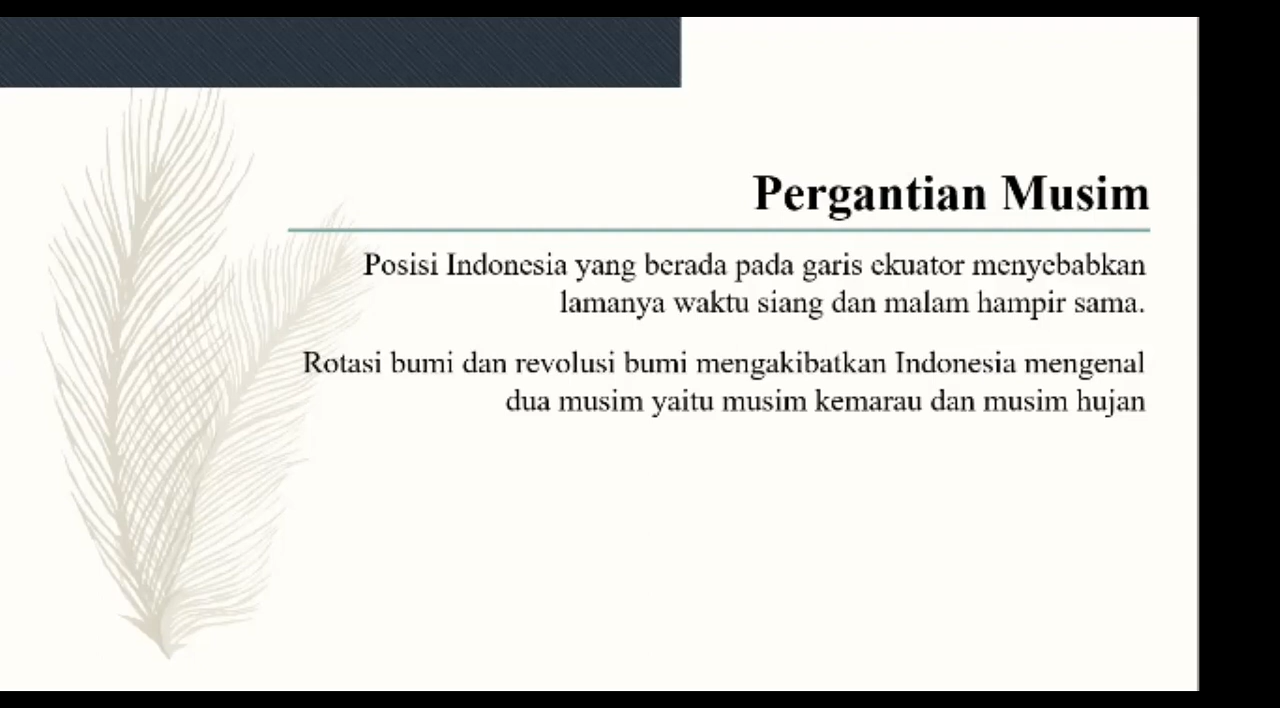 Pergantian Musim
Posisi Indonesia yang berada pada garis ekuator menyebabkan
lamanya waktu siang dan malam hampir sama.
Rotasi bumi dan revolusi bumi mengakibatkan Indonesia mengenal
dua musim yaitu musim kemarau dan musim hujan